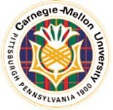 Carnegie-Mellon University
PITTSBURGH PENNSYLVANIA 1900